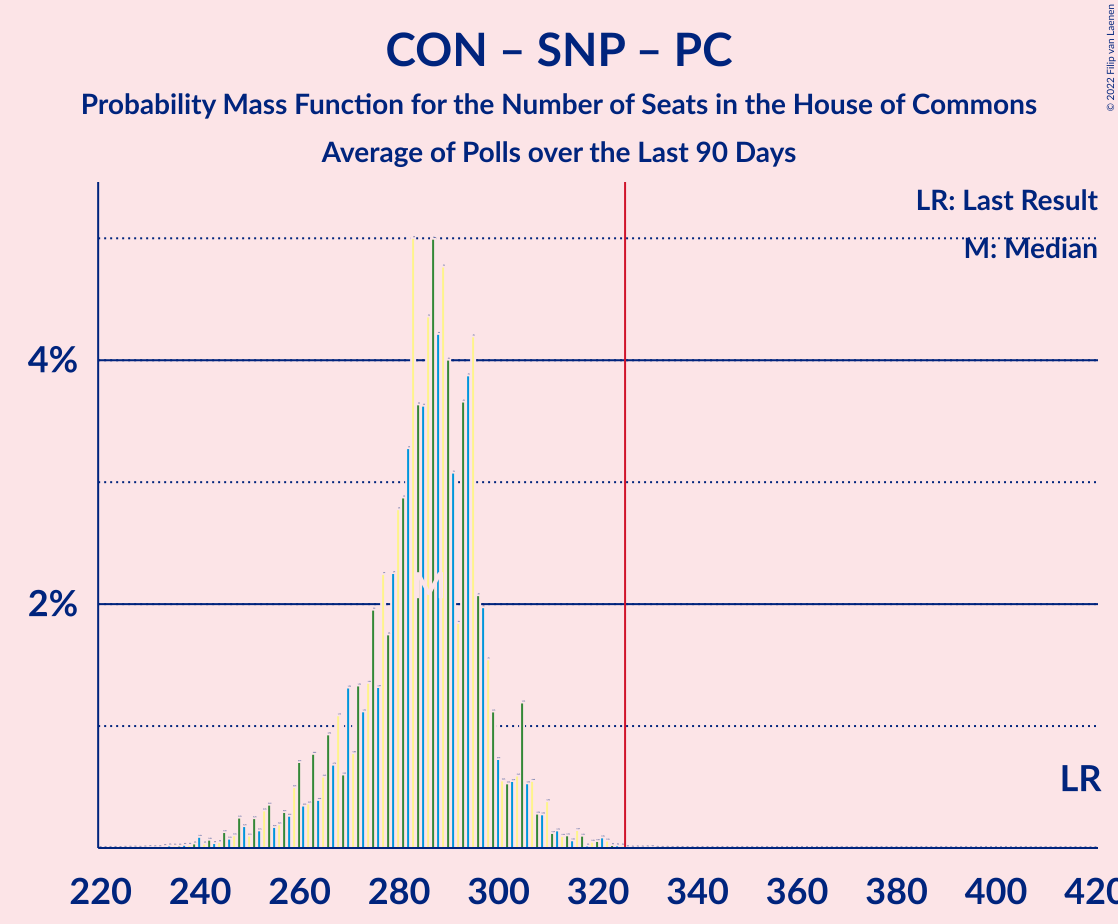 CON – SNP – PC
Probability Mass Function for the Number of Seats in the House of Commons
Average of Polls over the Last 90 Days
© 2022 Filip van Laenen
LR: Last Result
M: Median
4%
2%
M
LR
220 240 260 280 300 320 340 360 380 400 420